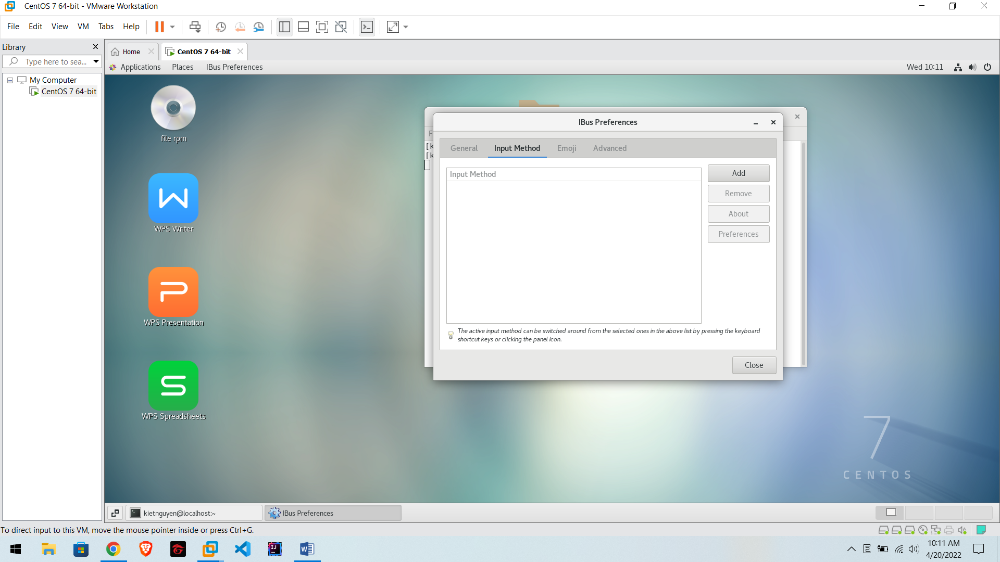 CentOS 7 64-bit - VMware Workstation
File Edit View VM Tabs Help
Library
Type here to sea...
My Computer
CentOS 7 64-bit
Home
CentOS 7 64-bit
Applications Places IBus Preferences
Wed 10:11
file rpm
WPS Writer
WPS Presentation
WPS Spreadsheets
IBus Preferences
General Input Method Emoji Advanced
Input Method
Add
Remove
About
Preferences
The active input method can be switched around from the selected ones in the above list by pressing the keyboard
shortcut keys or clicking the panel icon.
Close
[k
[k
7
CENTOS
kietnguyen@localhost:~
IBus Preferences
To direct input to this VM, move the mouse pointer inside or press Ctrl+G.
10:11 AM
4/20/2022